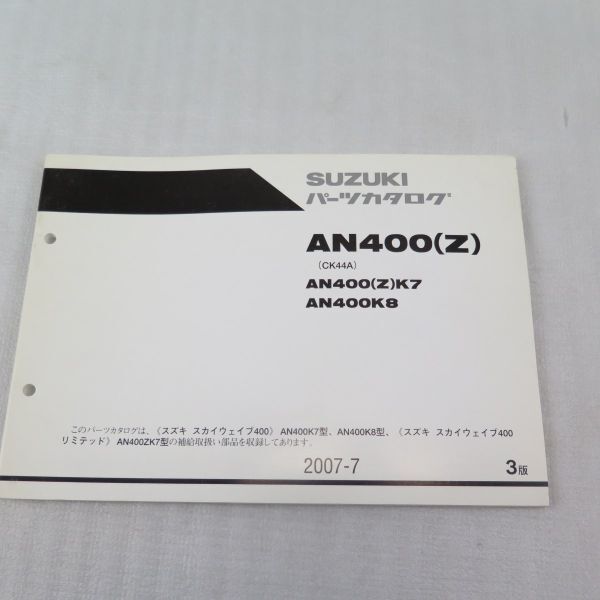 SUZUKI
パーツカタログ
AN400(Z)
(CK44A)
AN400(Z)K7
AN400K8
このパーツカタログは、《スズキ スカイウェイブ400》 AN400K7型、AN400K8型、《スズキ スカイウェイブ400
リミテッド》 AN400ZK7型の補給取扱い部品を収録してあります。
2007-7
3版